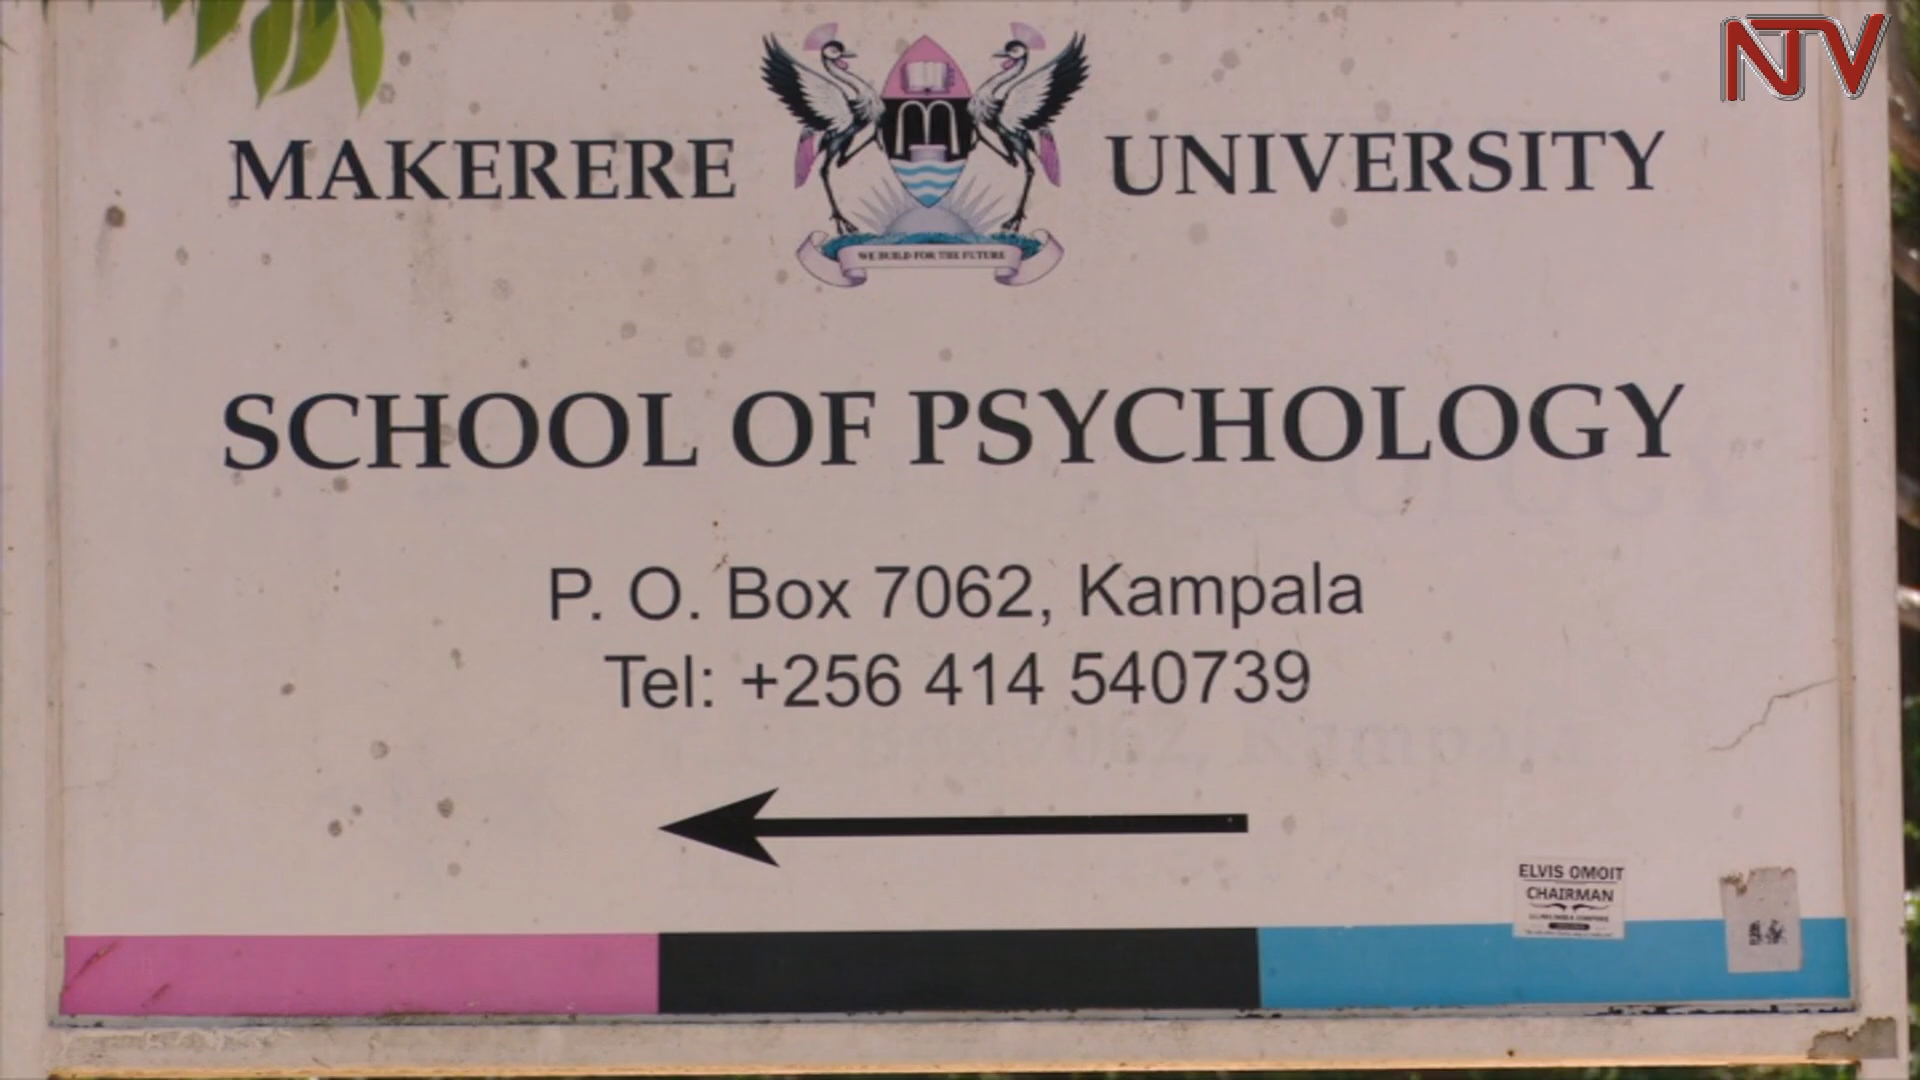 NTV
MAKERERE UNIVERSITY
WE BUILD FOR THE FUTURE
SCHOOL OF PSYCHOLOGY
P. O. Box 7062, Kampala
Tel: +256 414 540739
ELVIS OMOIT
CHAIRMAN